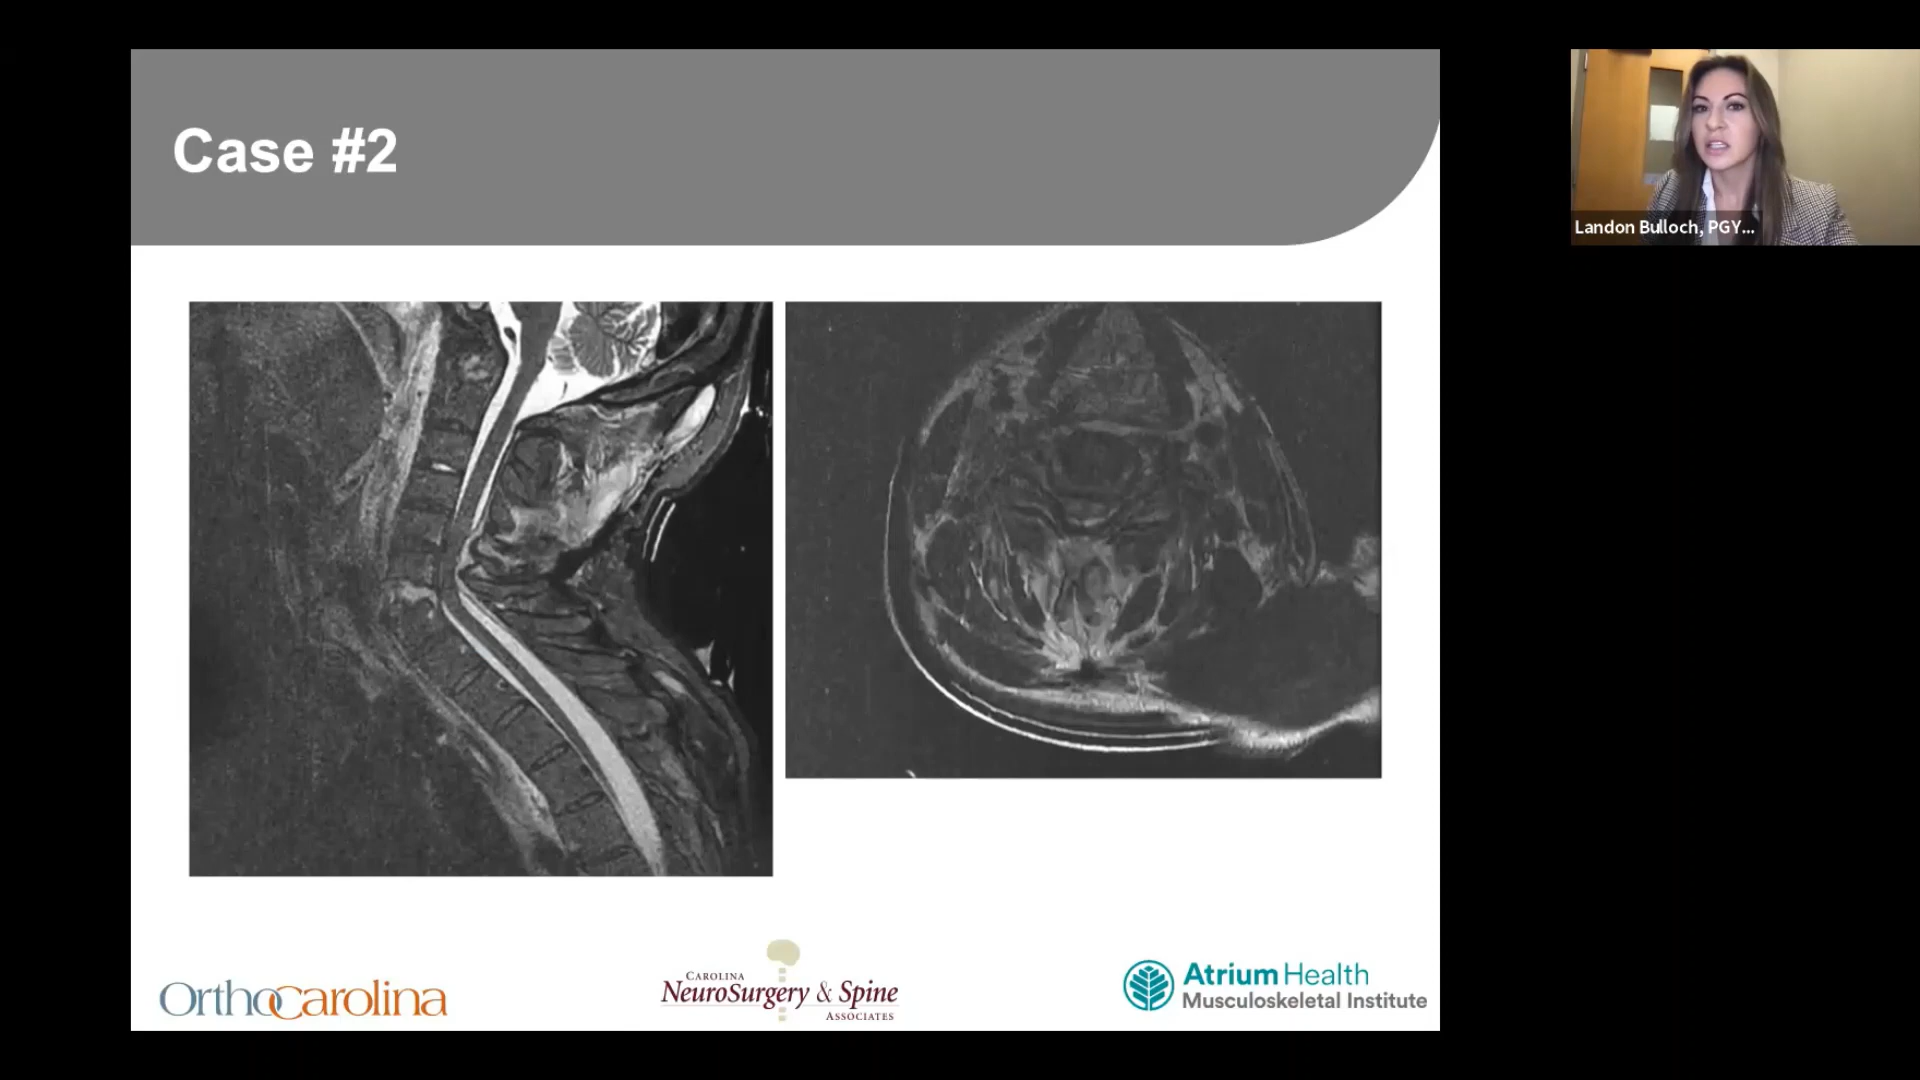 Case #2
Landon Bulloch, PGY...
OrthoCarolina
CAROLINA
NEUROSURGERY & SPINE
ASSOCIATES
Atrium Health
Musculoskeletal Institute